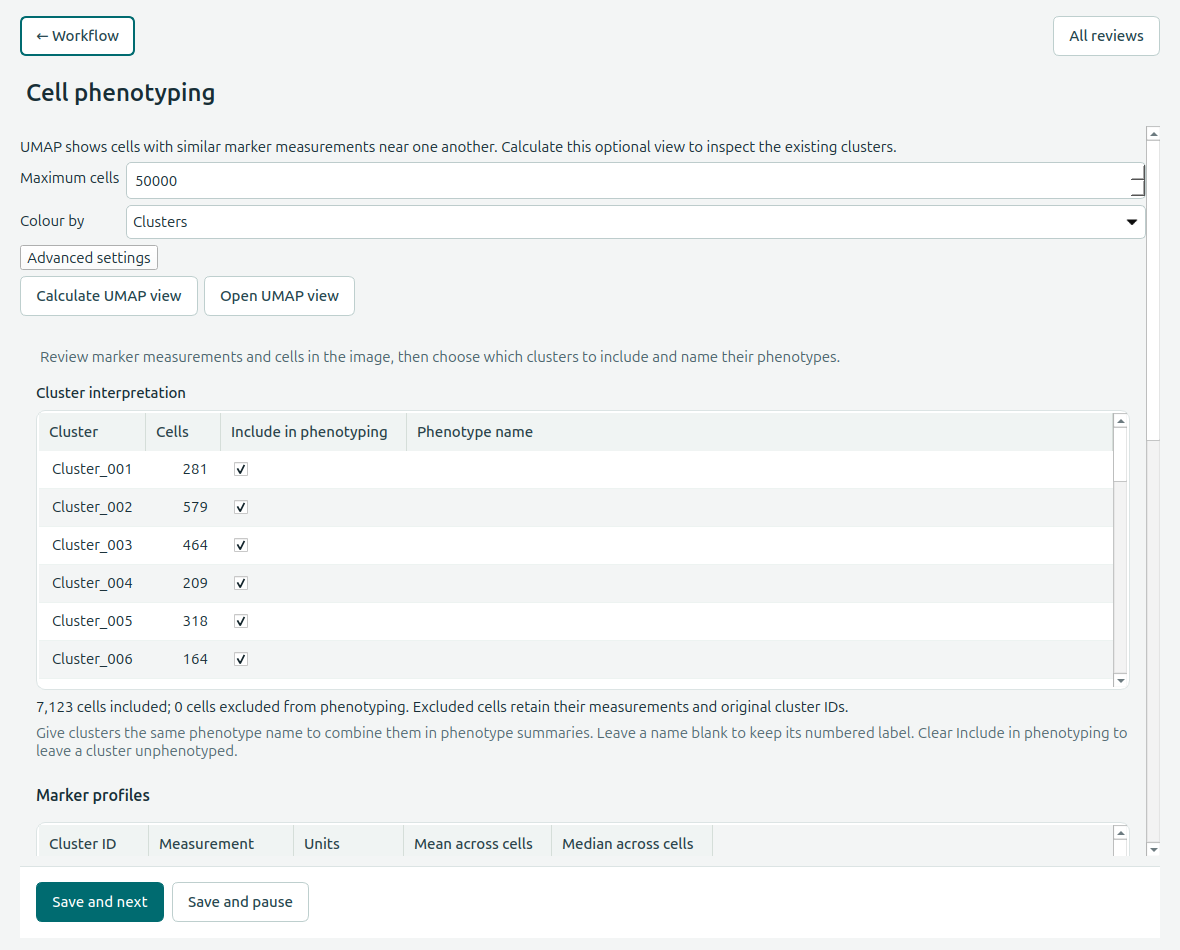 ← Workflow
All reviews
Cell phenotyping
UMAP shows cells with similar marker measurements near one another. Calculate this optional view to inspect the existing clusters.
Maximum cells 50000
Colour by Clusters
Advanced settings
Calculate UMAP view Open UMAP view
Review marker measurements and cells in the image, then choose which clusters to include and name their phenotypes.
Cluster interpretation
Cluster Cells Include in phenotyping Phenotype name
Cluster_001 281
Cluster_002 579
Cluster_003 464
Cluster_004 209
Cluster_005 318
Cluster_006 164
7,123 cells included; 0 cells excluded from phenotyping. Excluded cells retain their measurements and original cluster IDs.
Give clusters the same phenotype name to combine them in phenotype summaries. Leave a name blank to keep its numbered label. Clear Include in phenotyping to
leave a cluster unphenotyped.
Marker profiles
Cluster ID Measurement Units Mean across cells Median across cells
Save and next Save and pause